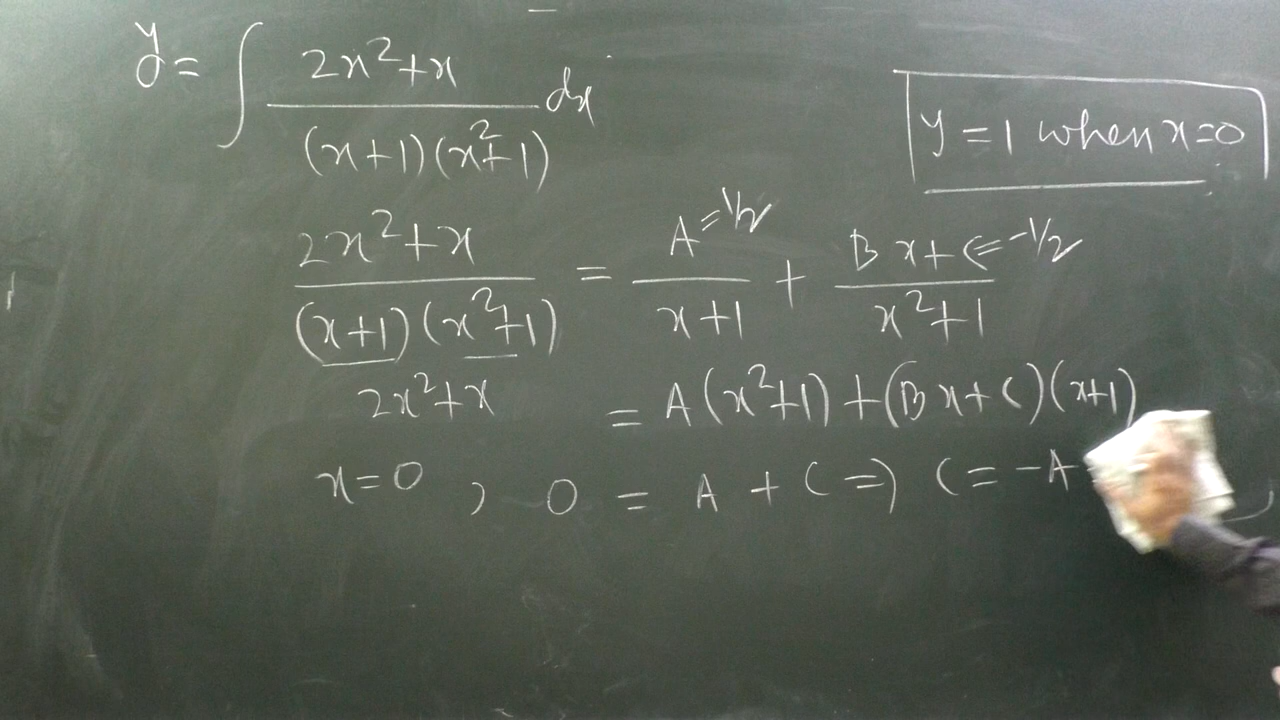 y = ∫ 2x²+x / (x+1)(x²+1) dx
y = 1 when x=0
2x²+x / (x+1)(x²+1) = A=1/2 / x+1 + Bx+C=-1/2 / x²+1
2x²+x = A(x²+1) + (Bx+C)(x+1)
x=0 , 0 = A + C => C = -A